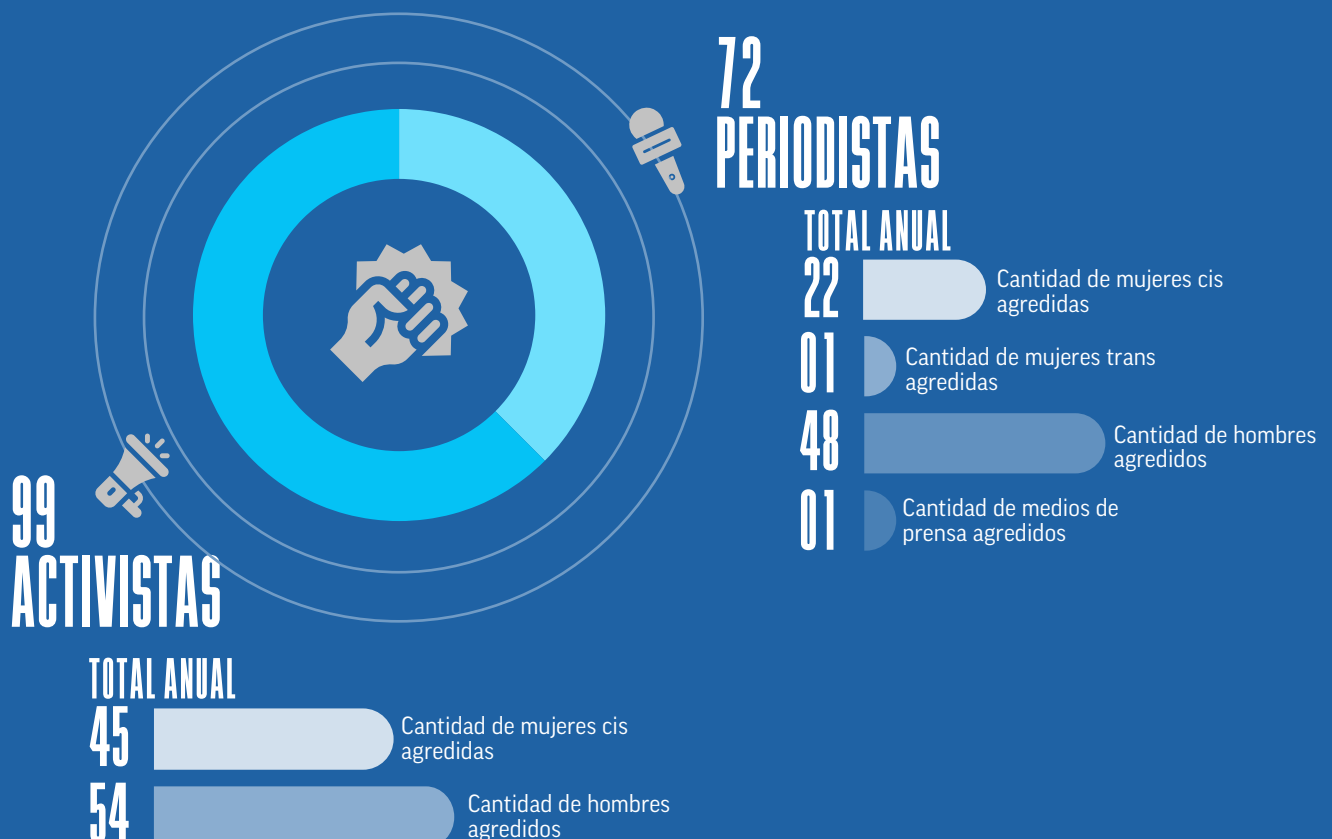 72
PERIODISTAS
TOTAL ANUAL
22
Cantidad de mujeres cis
agredidas
01
Cantidad de mujeres trans
agredidas
48
Cantidad de hombres
agredidos
01
Cantidad de medios de
prensa agredidos
99
ACTIVISTAS
TOTAL ANUAL
45
Cantidad de mujeres cis
agredidas
54
Cantidad de hombres
agredidos